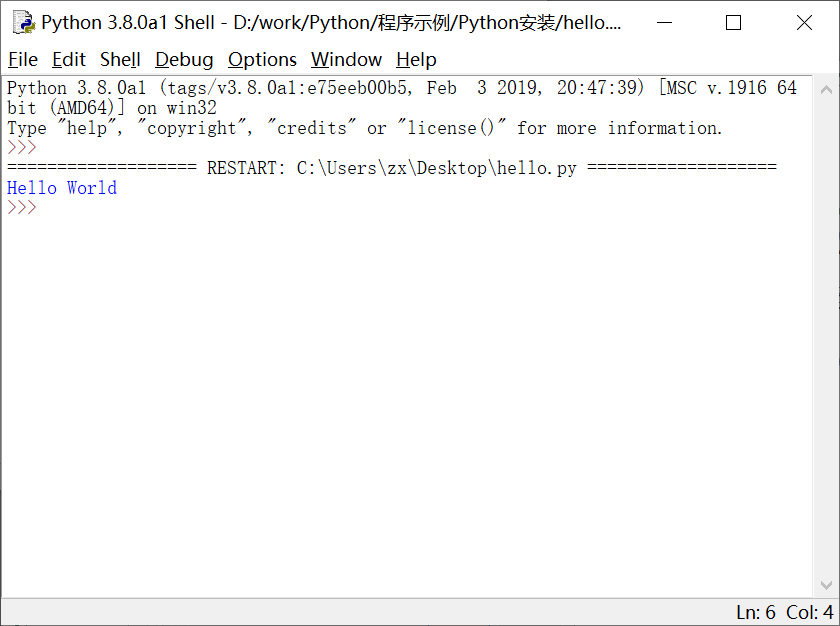 Python 3.8.0a1 Shell - D:/work/Python/程序示例/Python安装/hello....
File Edit Shell Debug Options Window Help
Python 3.8.0a1 (tags/v3.8.0a1:e75eeb00b5, Feb  3 2019, 20:47:39) [MSC v.1916 64
bit (AMD64)] on win32
Type "help", "copyright", "credits" or "license()" for more information.
>>>
=================== RESTART: C:\Users\zx\Desktop\hello.py ===================
Hello World
>>>
Ln: 6 Col: 4